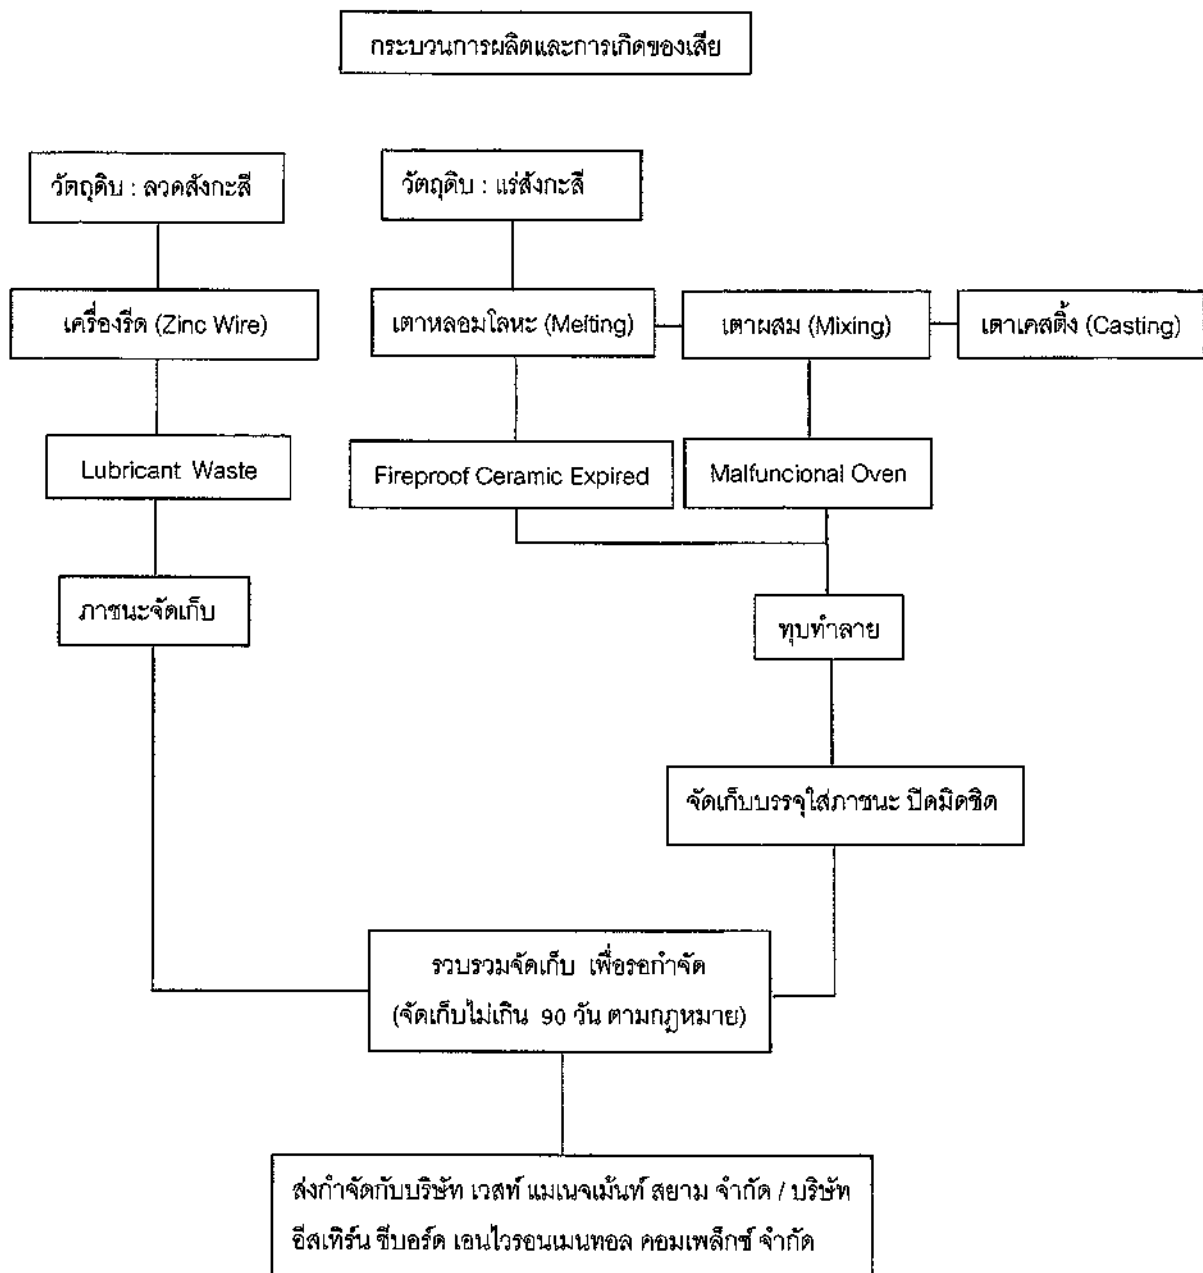 กระบวนการผลิตและการเกิดของเสีย
วัตถุดิบ : ลวดสังกะสี
วัตถุดิบ : แร่สังกะสี
เครื่องรีด (Zinc Wire)
เตาหลอมโลหะ (Melting)
เตาผสม (Mixing)
เตาเคสติ้ง (Casting)
Lubricant Waste
Fireproof Ceramic Expired
Malfuncional Oven
ภาชนะจัดเก็บ
ทุบทำลาย
จัดเก็บบรรจุใส่ภาชนะ ปิดมิดชิด
รวบรวมจัดเก็บ เพื่อรอกำจัด
(จัดเก็บไม่เกิน 90 วัน ตามกฎหมาย)
ส่งกำจัดกับบริษัท เวสท์ แมเนจเม้นท์ สยาม จำกัด / บริษัท
อีสเทิร์น ซีบอร์ด เอนไวรอนเมนทอล คอมเพล็กซ์ จำกัด